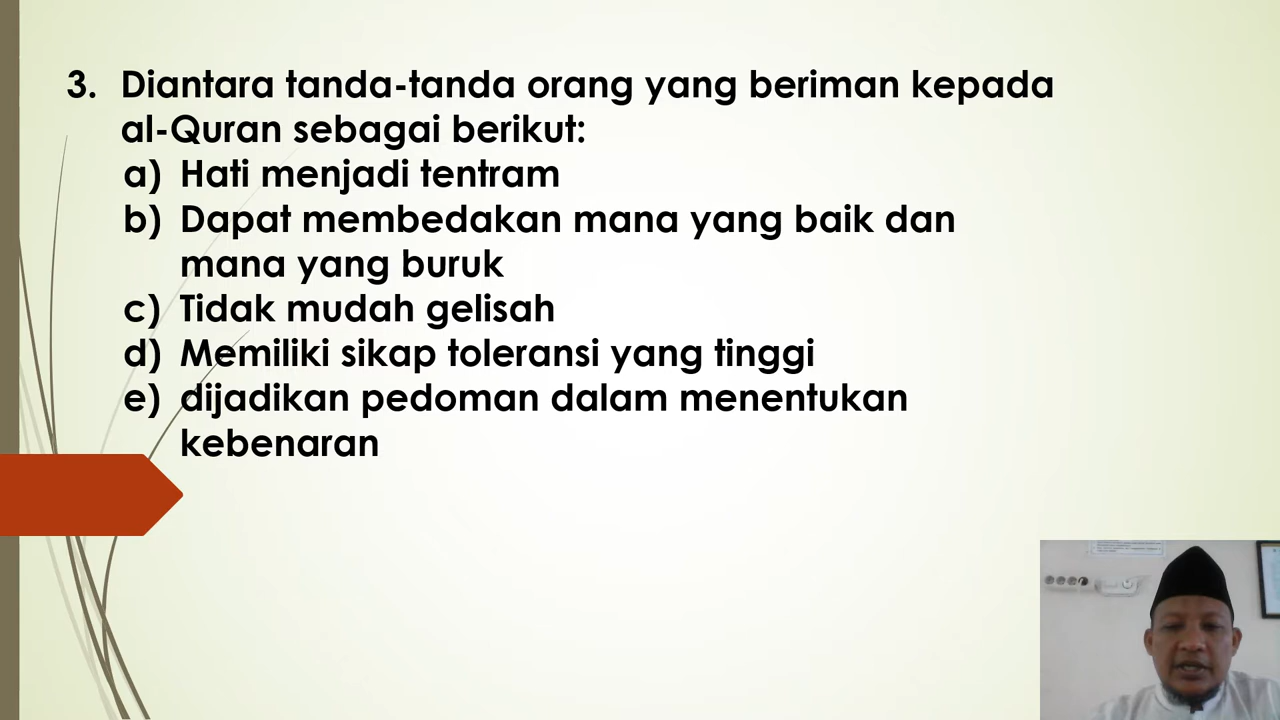 3. Diantara tanda-tanda orang yang beriman kepada
al-Quran sebagai berikut:
a) Hati menjadi tentram
b) Dapat membedakan mana yang baik dan
mana yang buruk
c) Tidak mudah gelisah
d) Memiliki sikap toleransi yang tinggi
e) dijadikan pedoman dalam menentukan
kebenaran